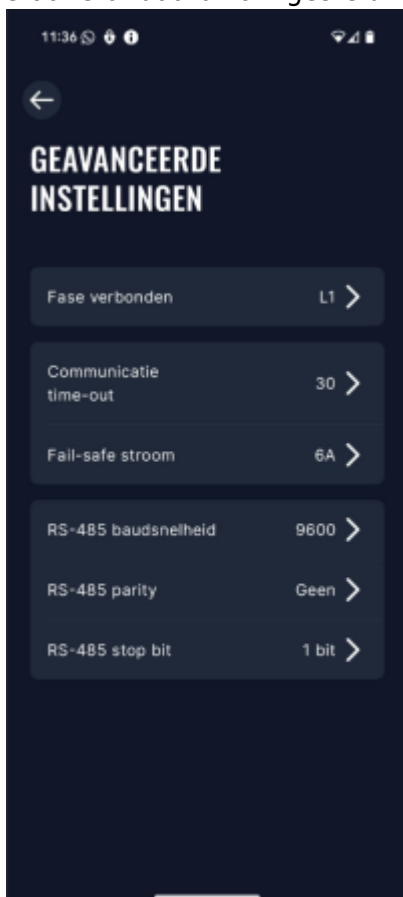 11:36
GEAVANCEERDE
INSTELLINGEN
Fase verbonden L1
Communicatie
time-out 30
Fail-safe stroom 6A
RS-485 baudsnelheid 9600
RS-485 parity Geen
RS-485 stop bit 1 bit